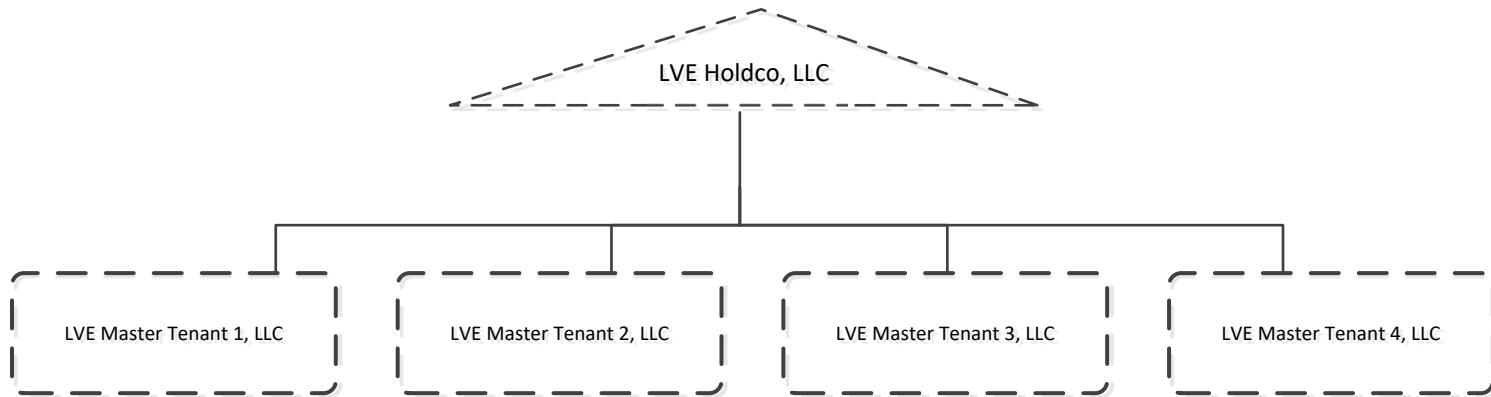 LVE Holdco, LLC
LVE Master Tenant 1, LLC
LVE Master Tenant 2, LLC
LVE Master Tenant 3, LLC
LVE Master Tenant 4, LLC